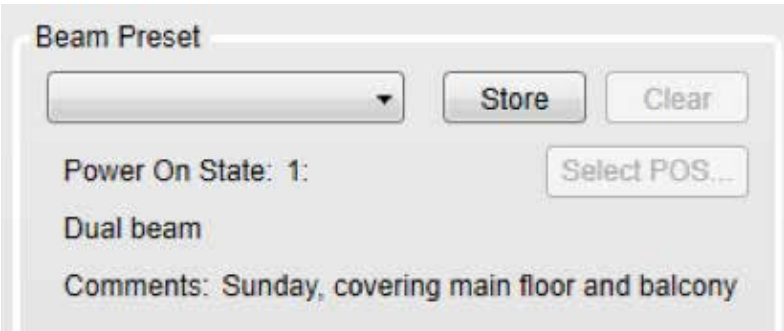 Beam Preset
Store Clear
Power On State: 1: Select POS...
Dual beam
Comments: Sunday, covering main floor and balcony